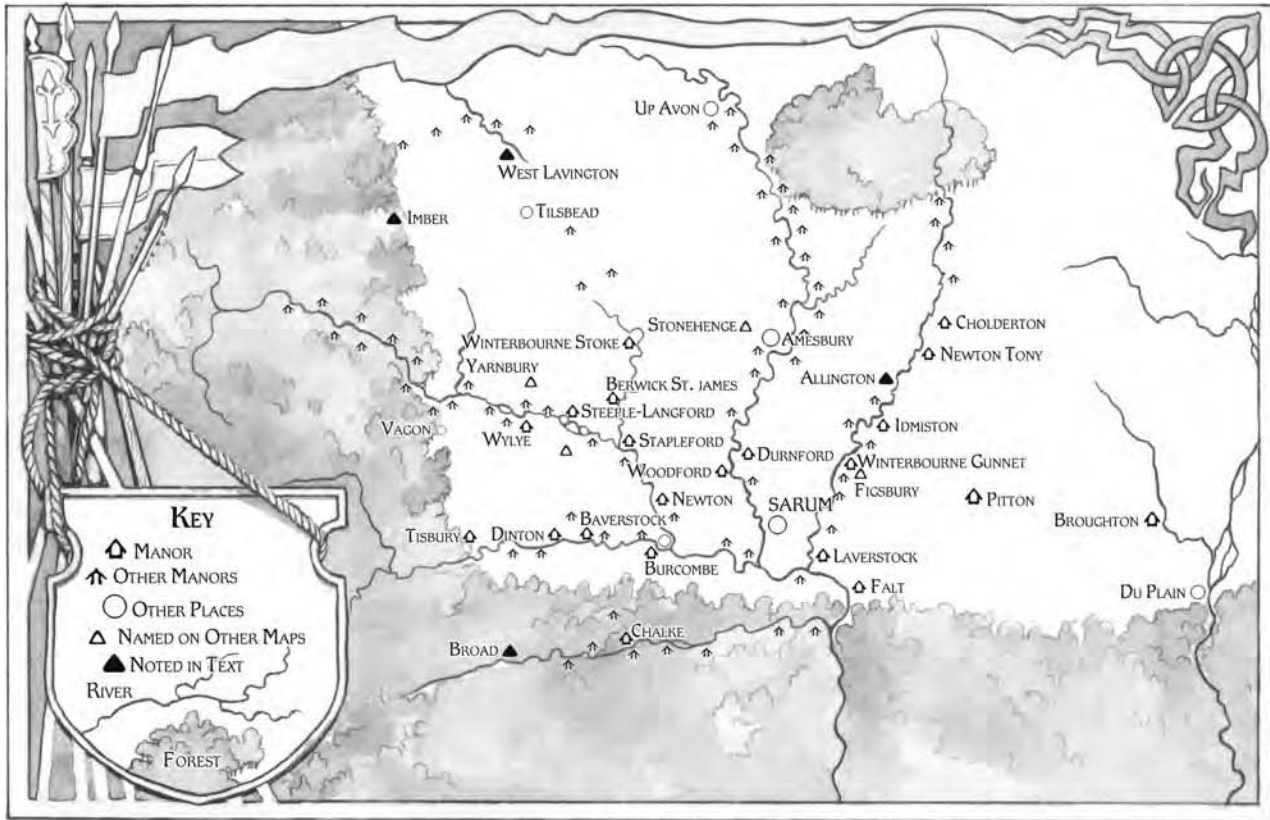 Up Avon
West Lavington
Tilsbead
Imber
Stonehenge
Amesbury
Cholderton
Newton Tony
Winterbourne Stoke
Yarnbury
Berwick St. James
Allington
Steeple-Langford
Idmiston
Vagon
Wylye
Stapleford
Durnford
Woodford
Winterbourne Gunnet
Figsbury
Newton
Sarum
Pitton
Broughton
Tisbury
Dinton
Baverstock
Burcombe
Laverstock
Falt
Du Plain
Chalke
Broad
Key
Manor
Other Manors
Other Places
Named on Other Maps
Noted in Text
River
Forest